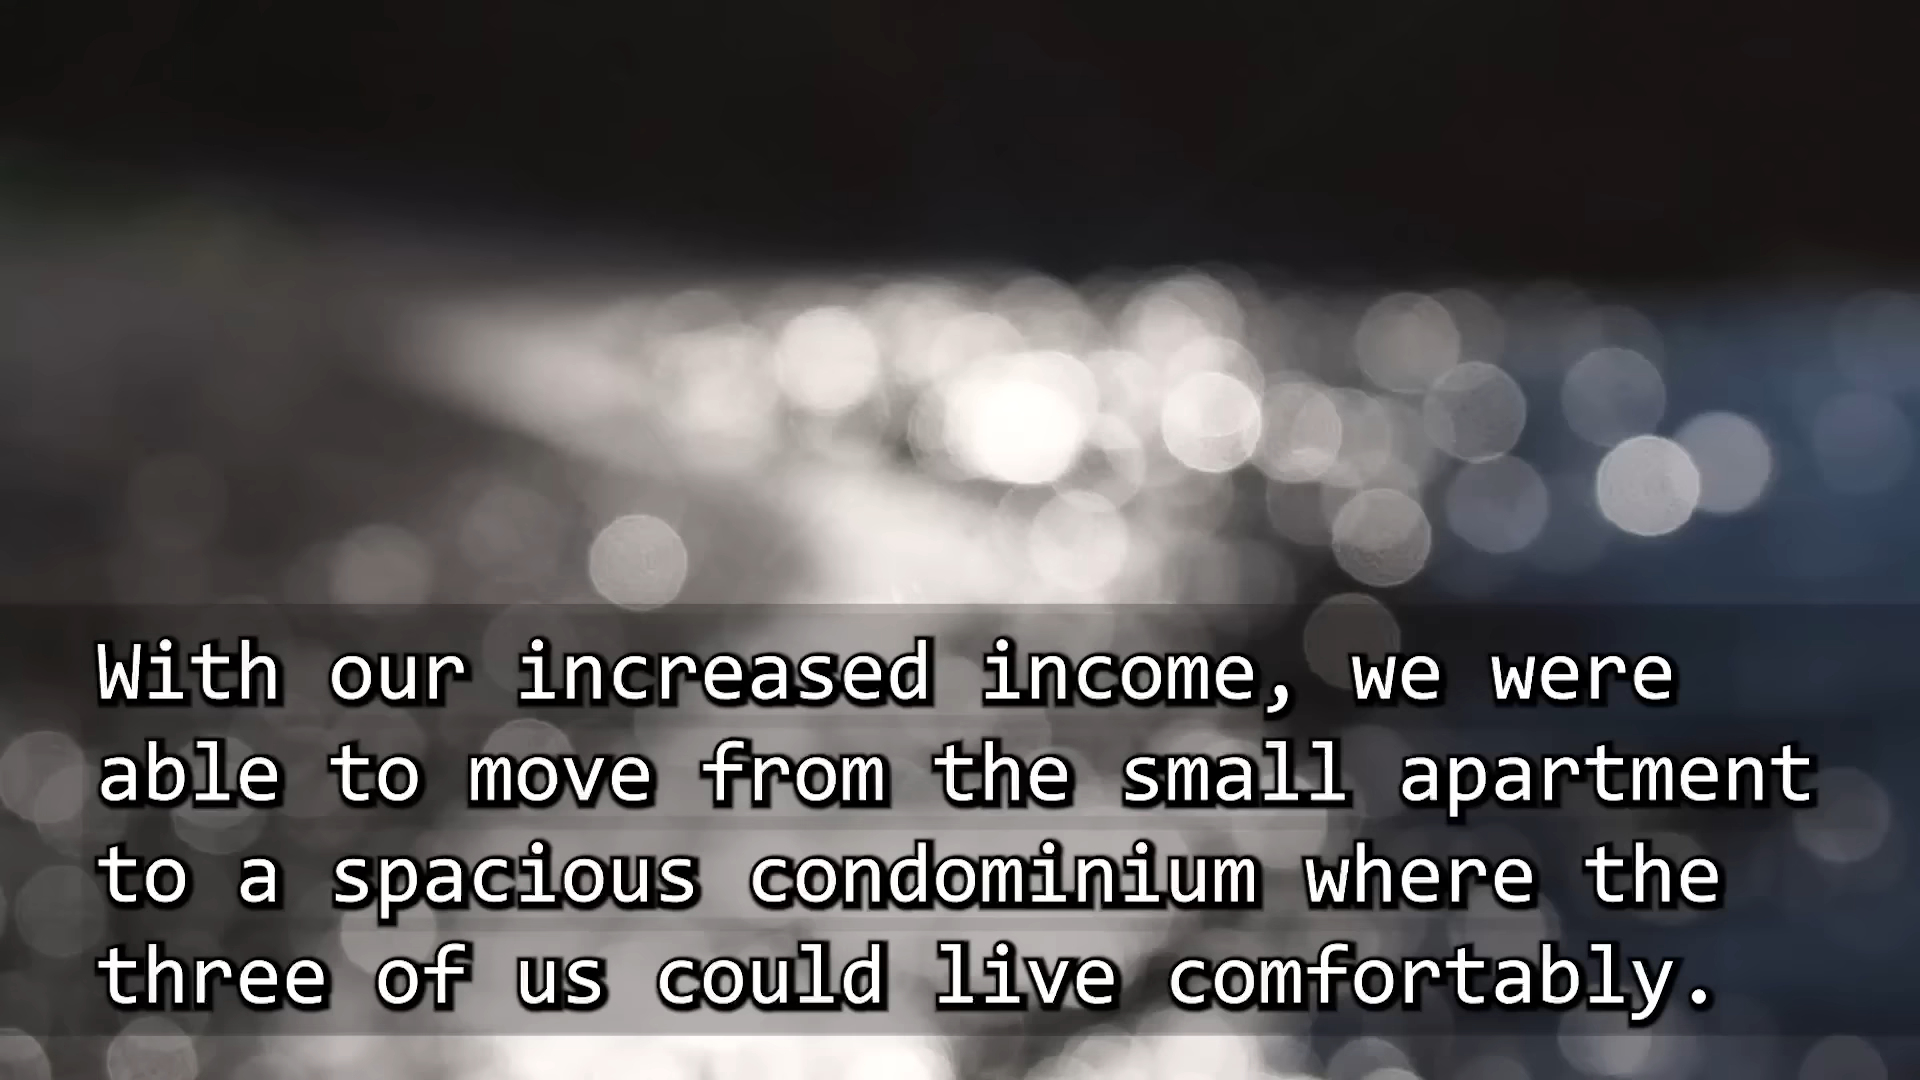 With our increased income, we were
able to move from the small apartment
to a spacious condominium where the
three of us could live comfortably.